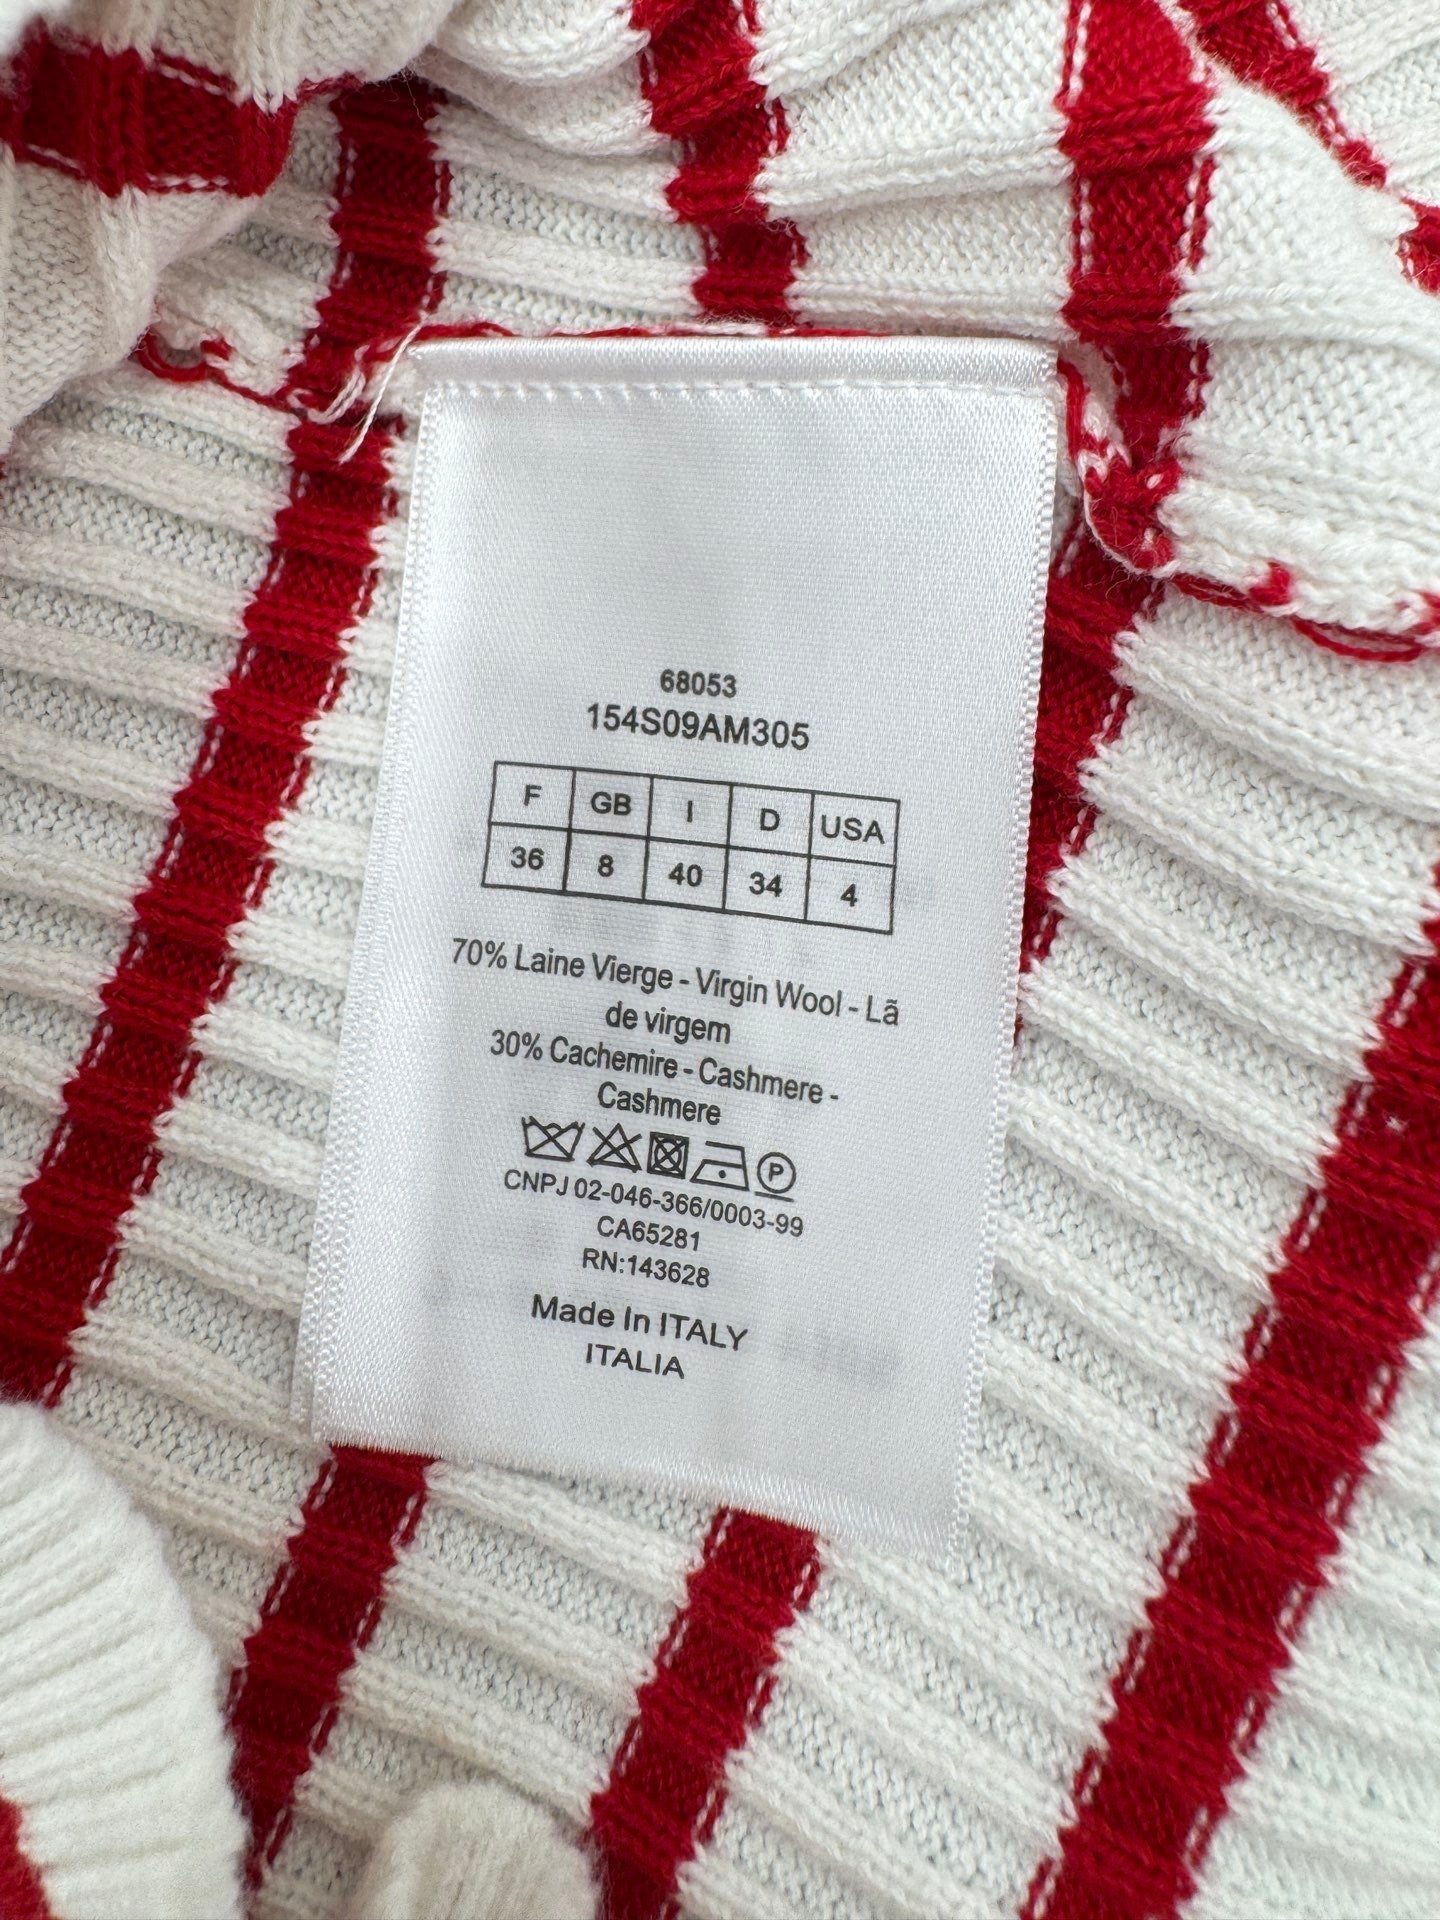 68053
154S09AM305
F GB I D USA
36 8 40 34 4
70% Laine Vierge - Virgin Wool - Lã
de virgem
30% Cachemire - Cashmere -
Cashmere
P
CNPJ 02-046-366/0003-99
CA65281
RN:143628
Made In ITALY
ITALIA